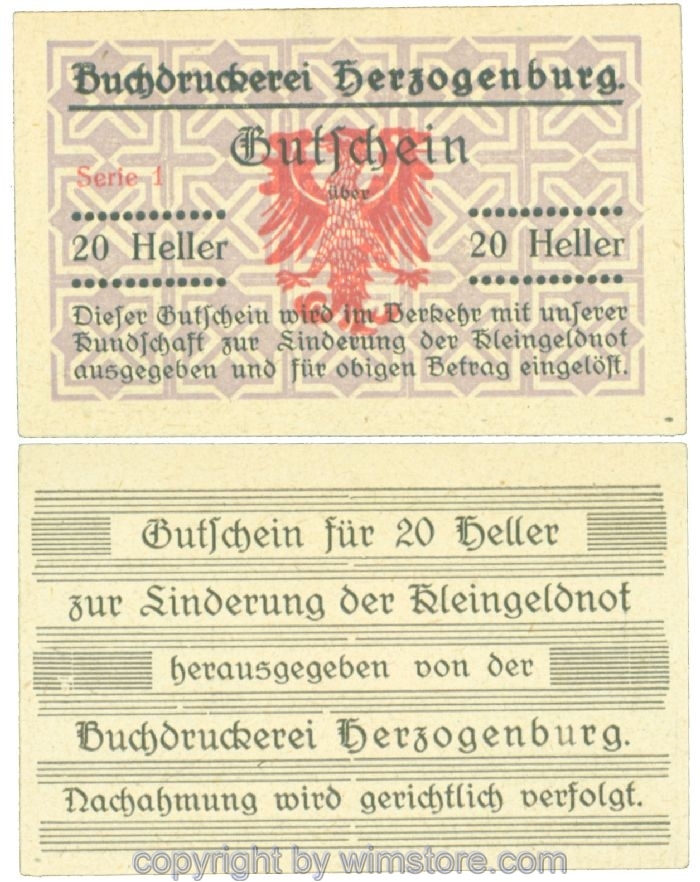 Buchdruckerei Herzogenburg.
Gutschein
Serie 1
über
20 Heller
20 Heller
Dieser Gutschein wird im Verkehr mit unserer
Kundschaft zur Linderung der Kleingeldnot
ausgegeben und für obigen Betrag eingelöst.
Gutschein für 20 Heller
zur Linderung der Kleingeldnot
herausgegeben von der
Buchdruckerei Herzogenburg.
Nachahmung wird gerichtlich verfolgt.
copyright by wimstore.com